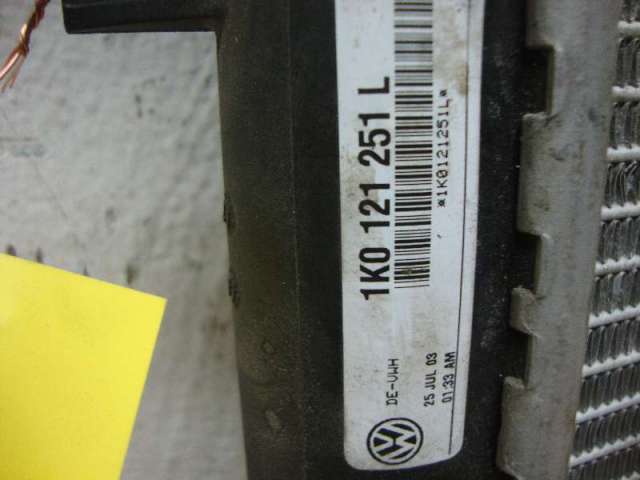 1K0 121 251 L
*1K0121251L*
DE-VWH
25 JUL 03
01:33 AM